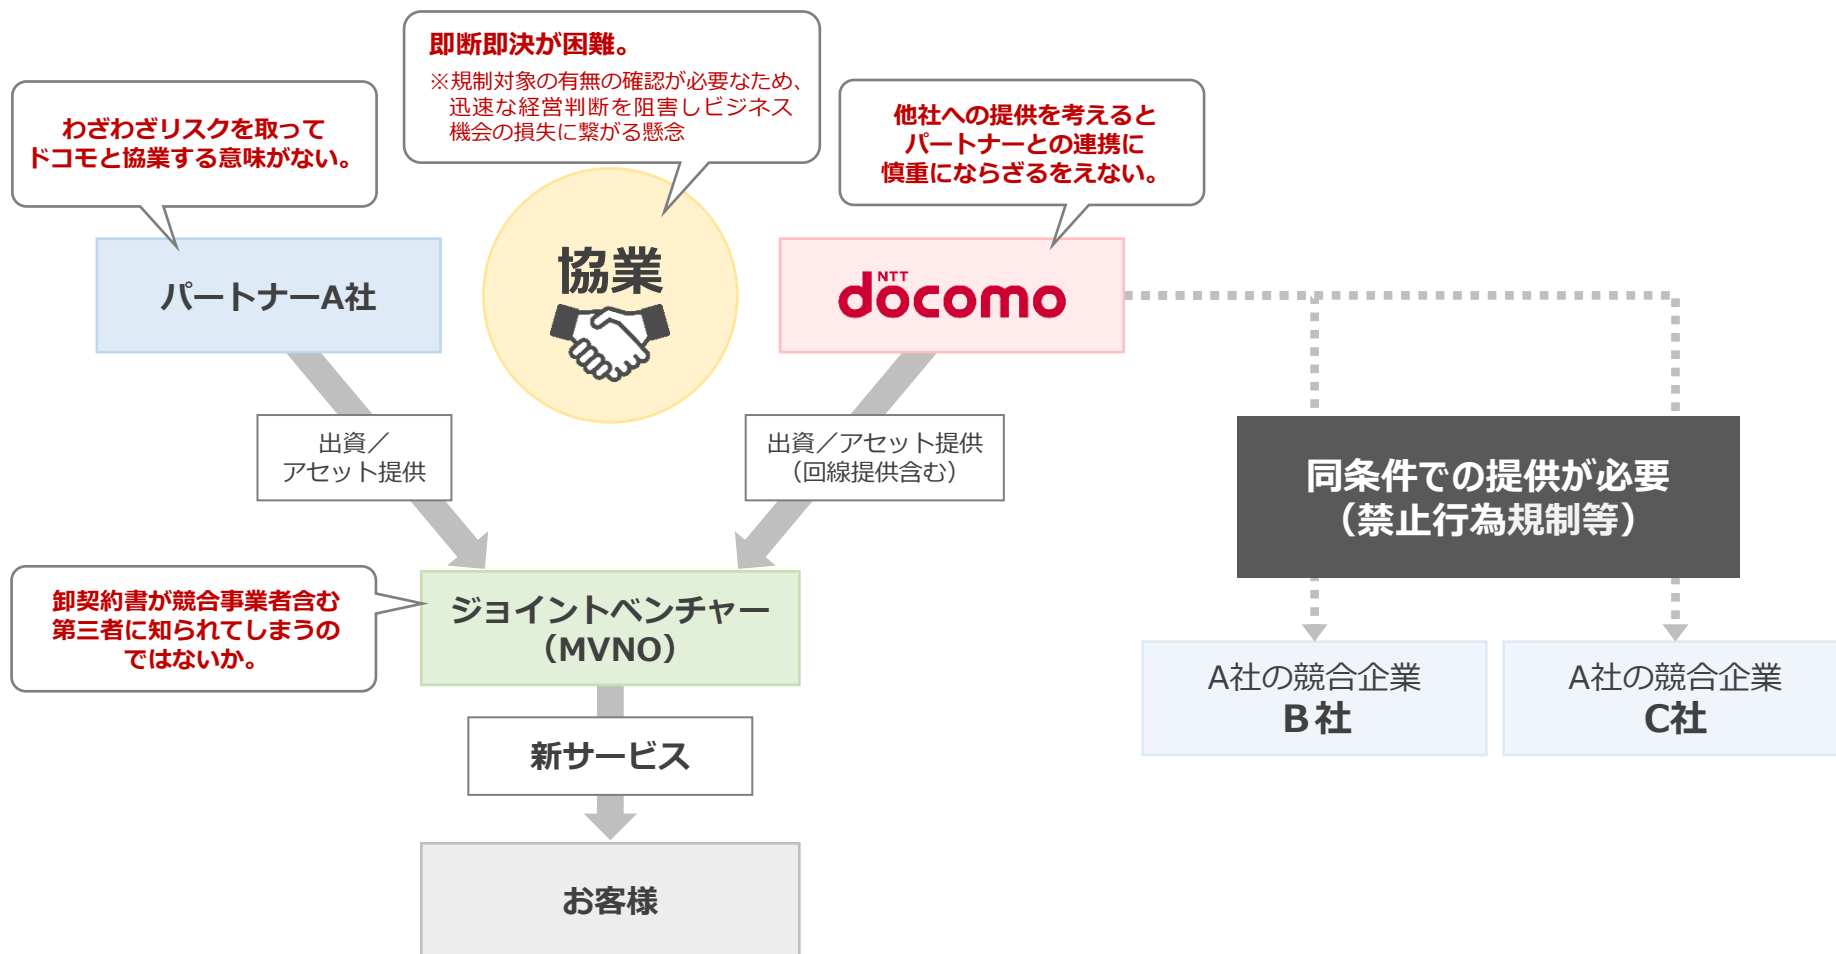 即断即決が困難。
※規制対象の有無の確認が必要なため、
迅速な経営判断を阻害しビジネス
機会の損失に繋がる懸念
わざわざリスクを取って
ドコモと協業する意味がない。
他社への提供を考えると
パートナーとの連携に
慎重にならざるをえない。
パートナーA社
協業
NTT
docomo
出資／
アセット提供
出資／アセット提供
（回線提供含む）
同条件での提供が必要
（禁止行為規制等）
卸契約書が競合事業者含む
第三者に知られてしまうの
ではないか。
ジョイントベンチャー
（MVNO）
A社の競合企業
Ｂ社
A社の競合企業
C社
新サービス
お客様